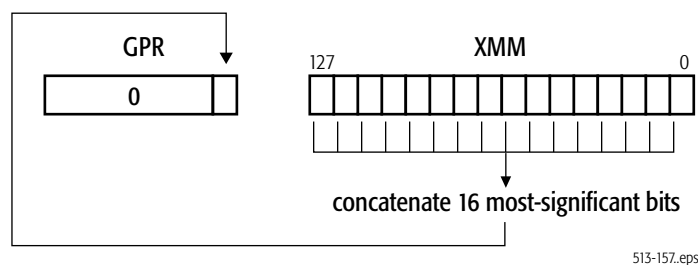 GPR
XMM
127
0
0
concatenate 16 most-significant bits
513-157..eps